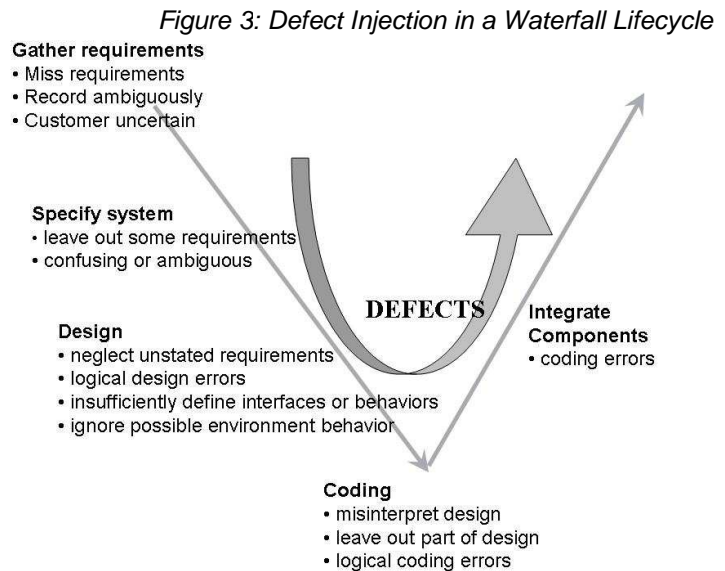 Figure 3: Defect Injection in a Waterfall Lifecycle
Gather requirements
• Miss requirements
• Record ambiguously
• Customer uncertain
Specify system
• leave out some requirements
• confusing or ambiguous
DEFECTS
Design
• neglect unstated requirements
• logical design errors
• insufficiently define interfaces or behaviors
• ignore possible environment behavior
Integrate
Components
• coding errors
Coding
• misinterpret design
• leave out part of design
• logical coding errors